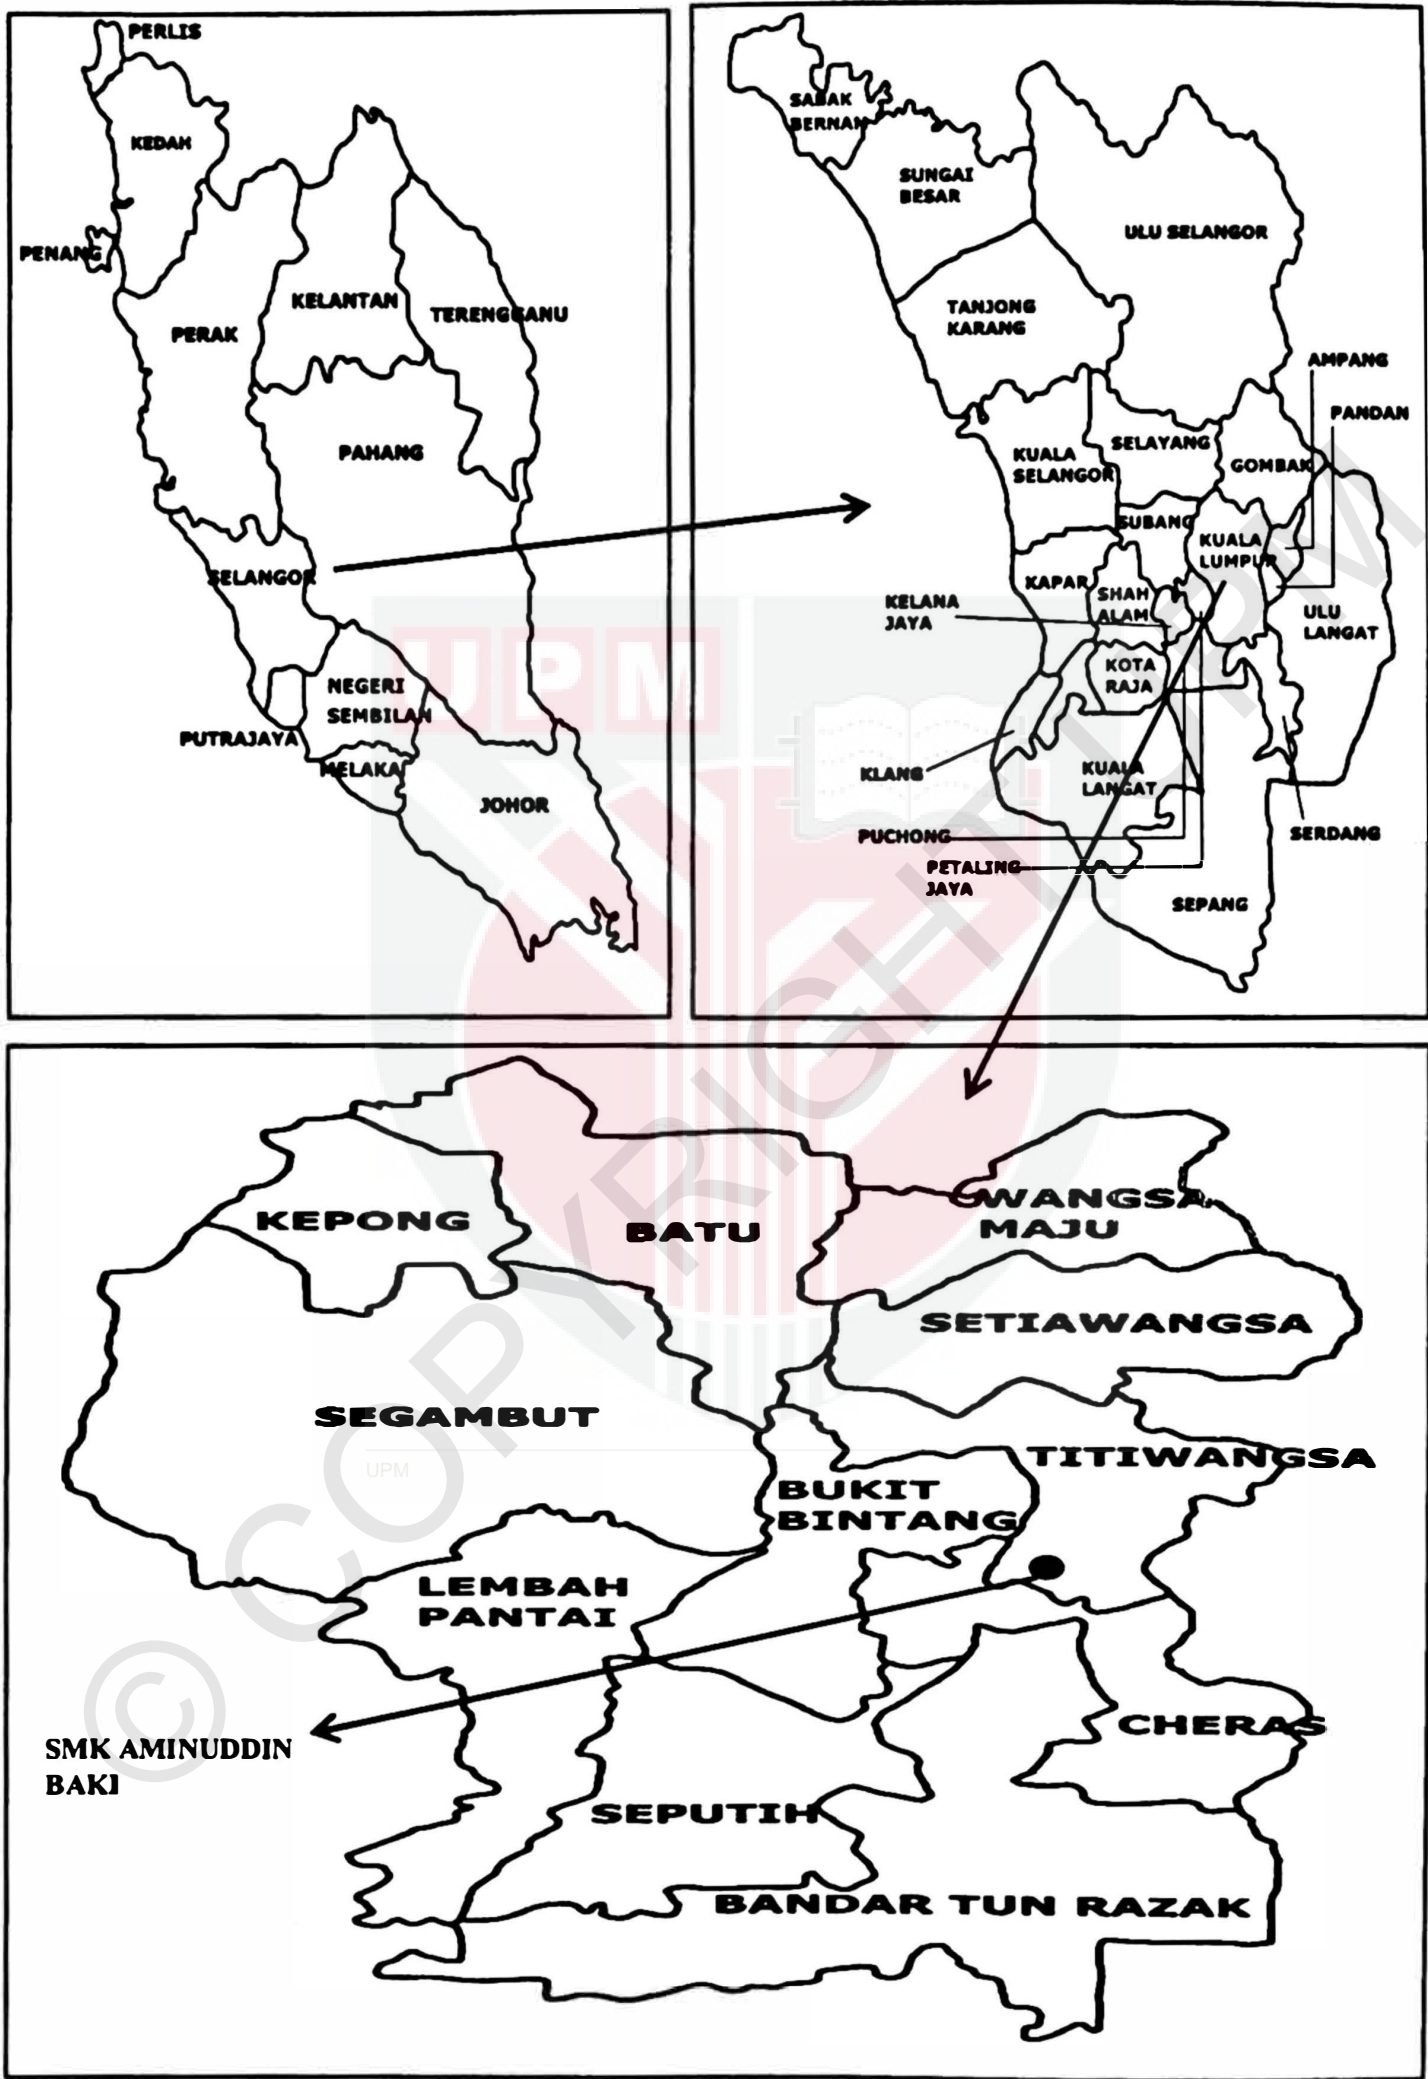 PERLIS
KEDAH
PENANG
PERAK
KELANTAN
TERENGGANU
PAHANG
SELANGOR
NEGERI
SEMBILAN
PUTRAJAYA
MELAKA
JOHOR
SABAK
BERNAM
SUNGAI
BESAR
ULU SELANGOR
TANJONG
KARANG
AMPANG
PANDAN
SELAYANG
KUALA
SELANGOR
GOMBAK
SUBANG
KUALA
LUMPUR
KAPAR
SHAH
ALAM
KELANA
JAYA
ULU
LANGAT
KOTA
RAJA
KLANG
KUALA
LANGAT
PUCHONG
PETALING
JAYA
SERDANG
SEPANG
UPM
KEPONG
BATU
WANGSA
MAJU
SETIAWANGSA
SEGAMBUT
UPM
TITIWANGSA
BUKIT
BINTANG
LEMBAH
PANTAI
SMK AMINUDDIN
BAKI
CHERAS
SEPUTIH
BANDAR TUN RAZAK
© COPYRIGHT UPM